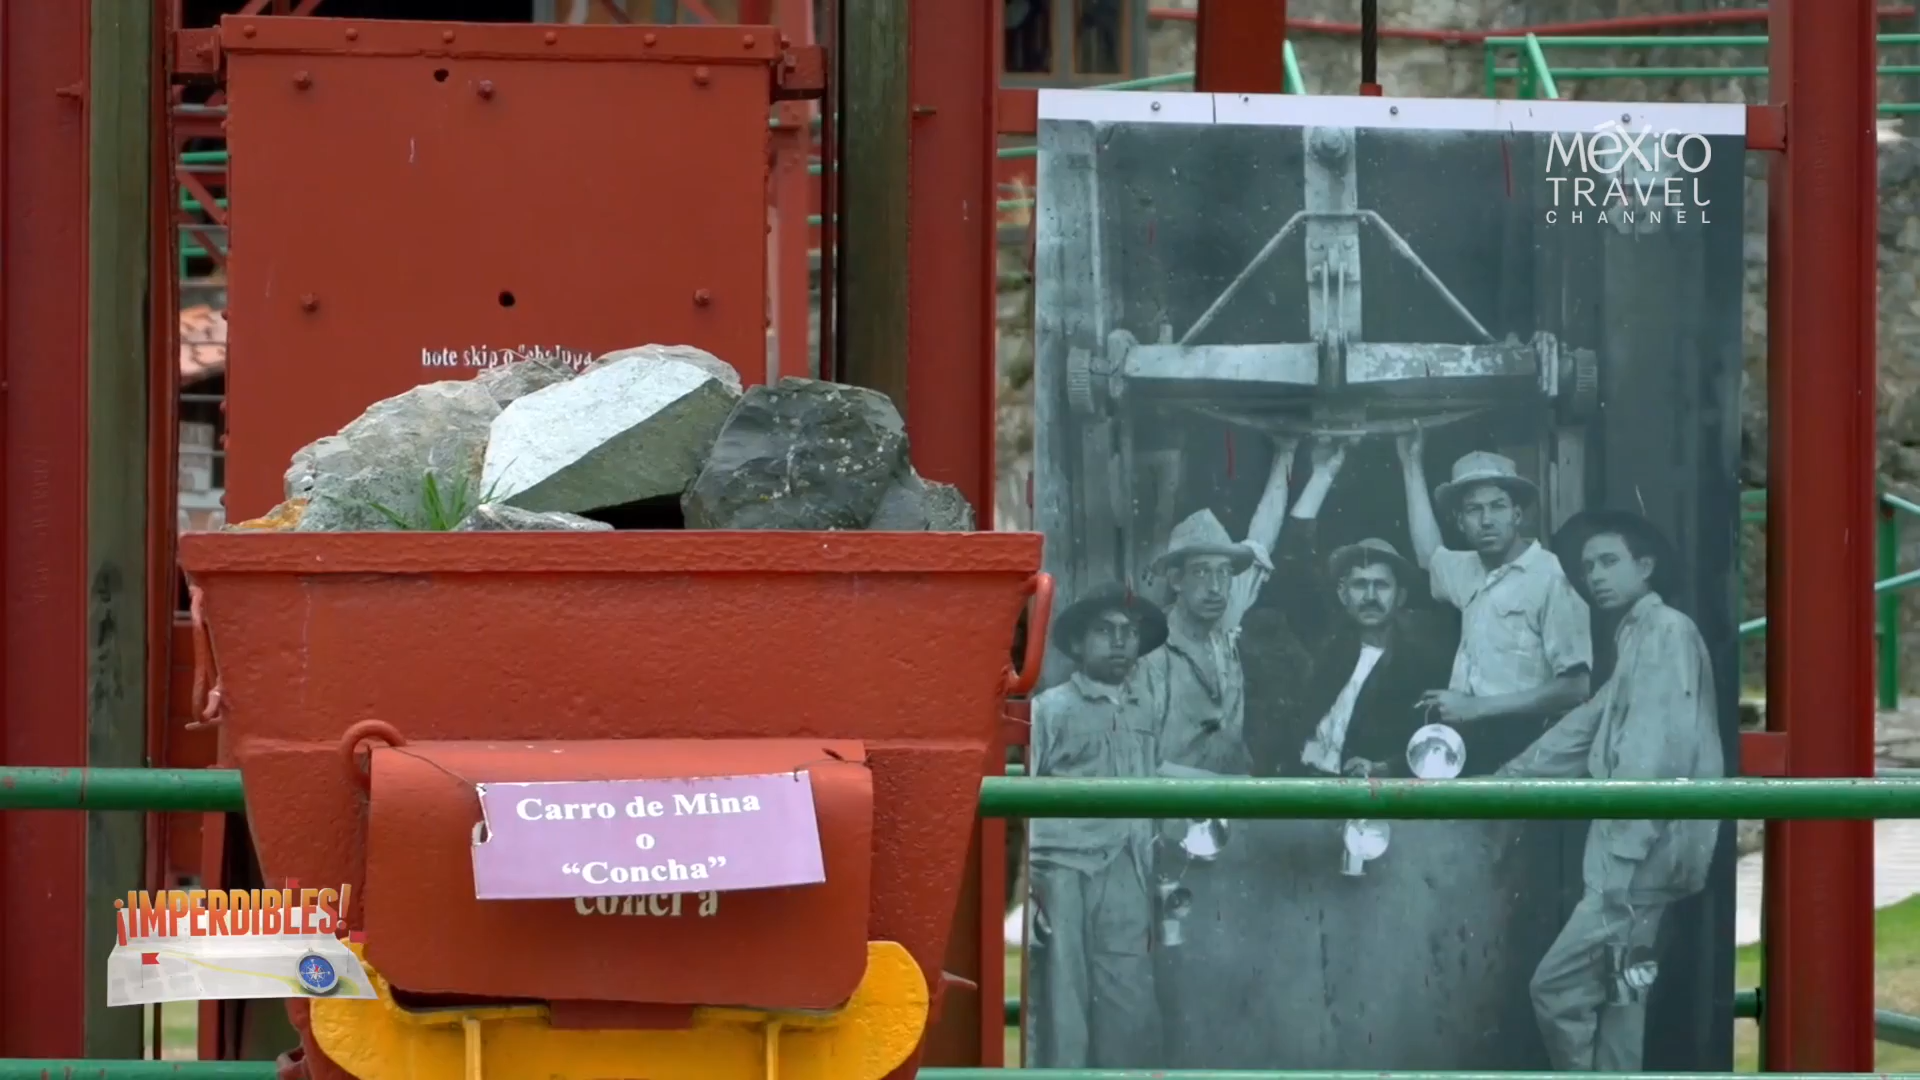 bote skip o
MéXiCO
TRAVEL
CHANNEL
Carro de Mina
o
“Concha”
¡IMPERDIBLES!